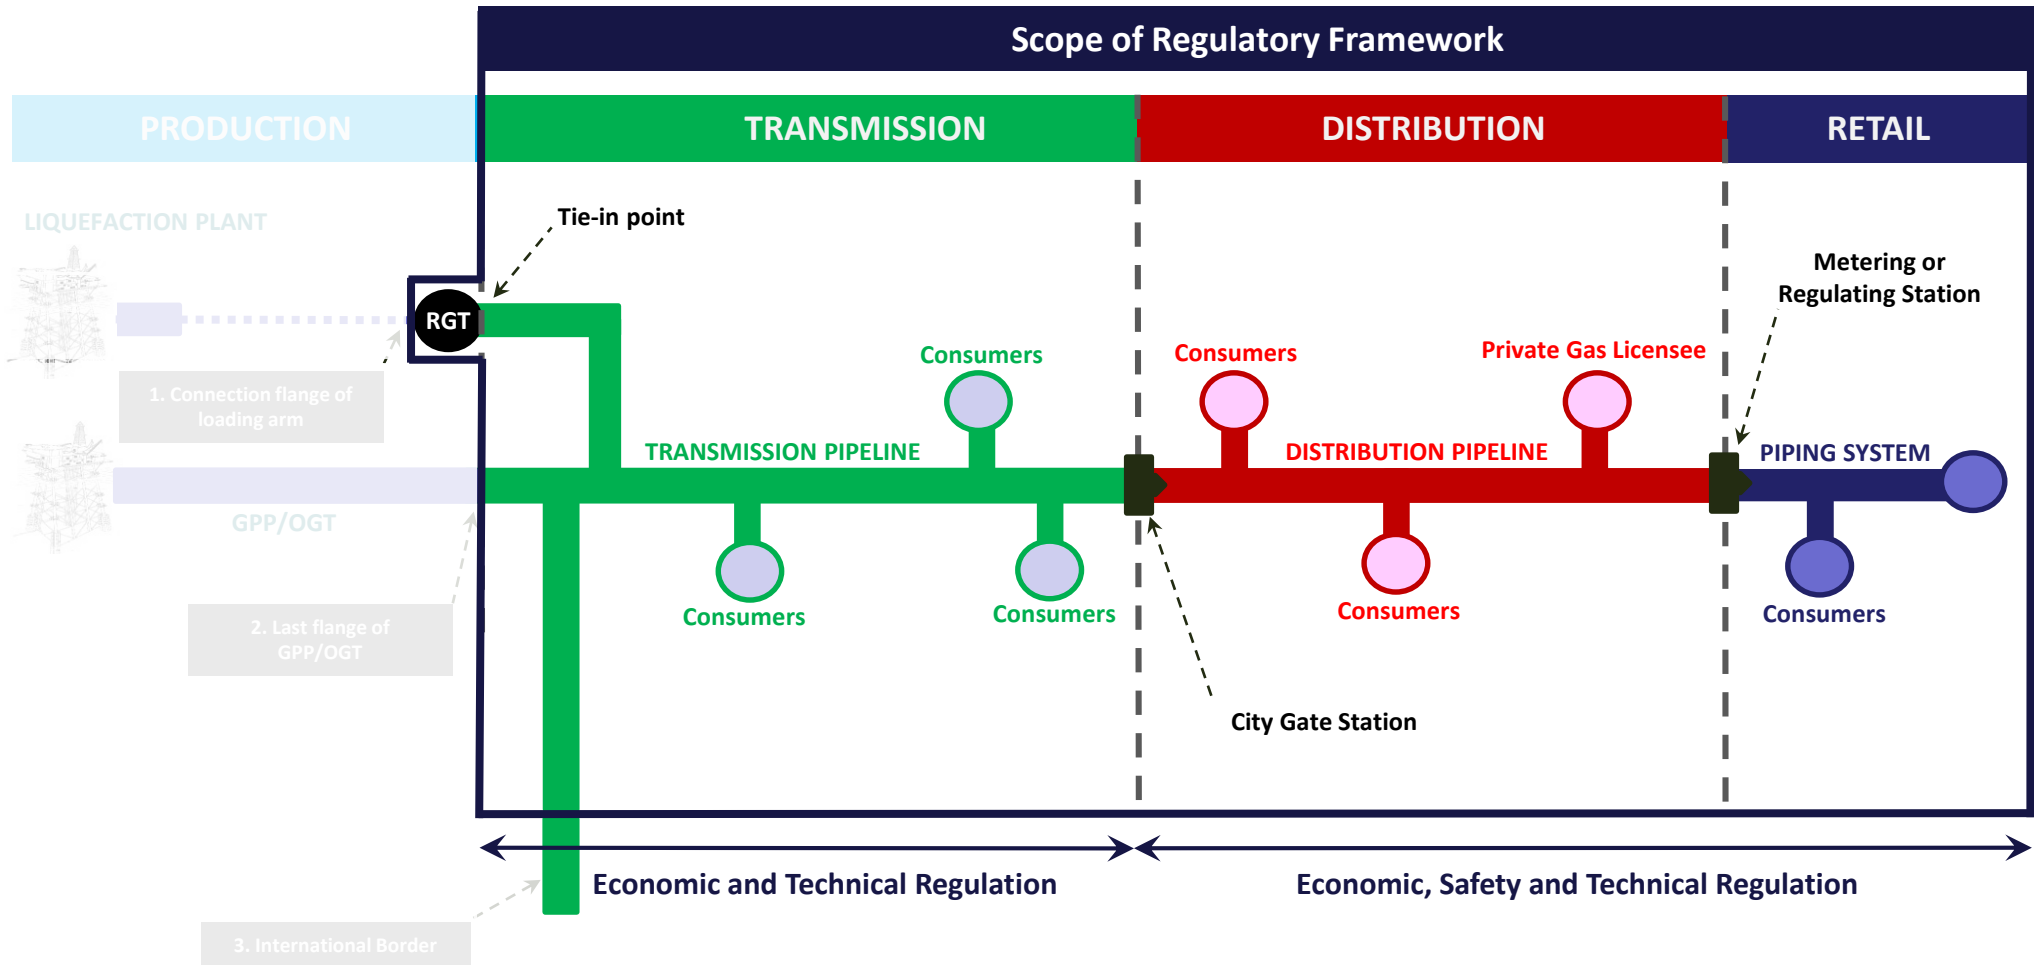 Scope of Regulatory Framework
PRODUCTION
TRANSMISSION
DISTRIBUTION
RETAIL
LIQUEFACTION PLANT
Tie-in point
Metering or
Regulating Station
RGT
Consumers
Consumers
Private Gas Licensee
1. Connection flange of
loading arm
TRANSMISSION PIPELINE
DISTRIBUTION PIPELINE
PIPING SYSTEM
GPP/OGT
Consumers
Consumers
Consumers
Consumers
2. Last flange of
GPP/OGT
City Gate Station
Economic and Technical Regulation
Economic, Safety and Technical Regulation
3. International Border